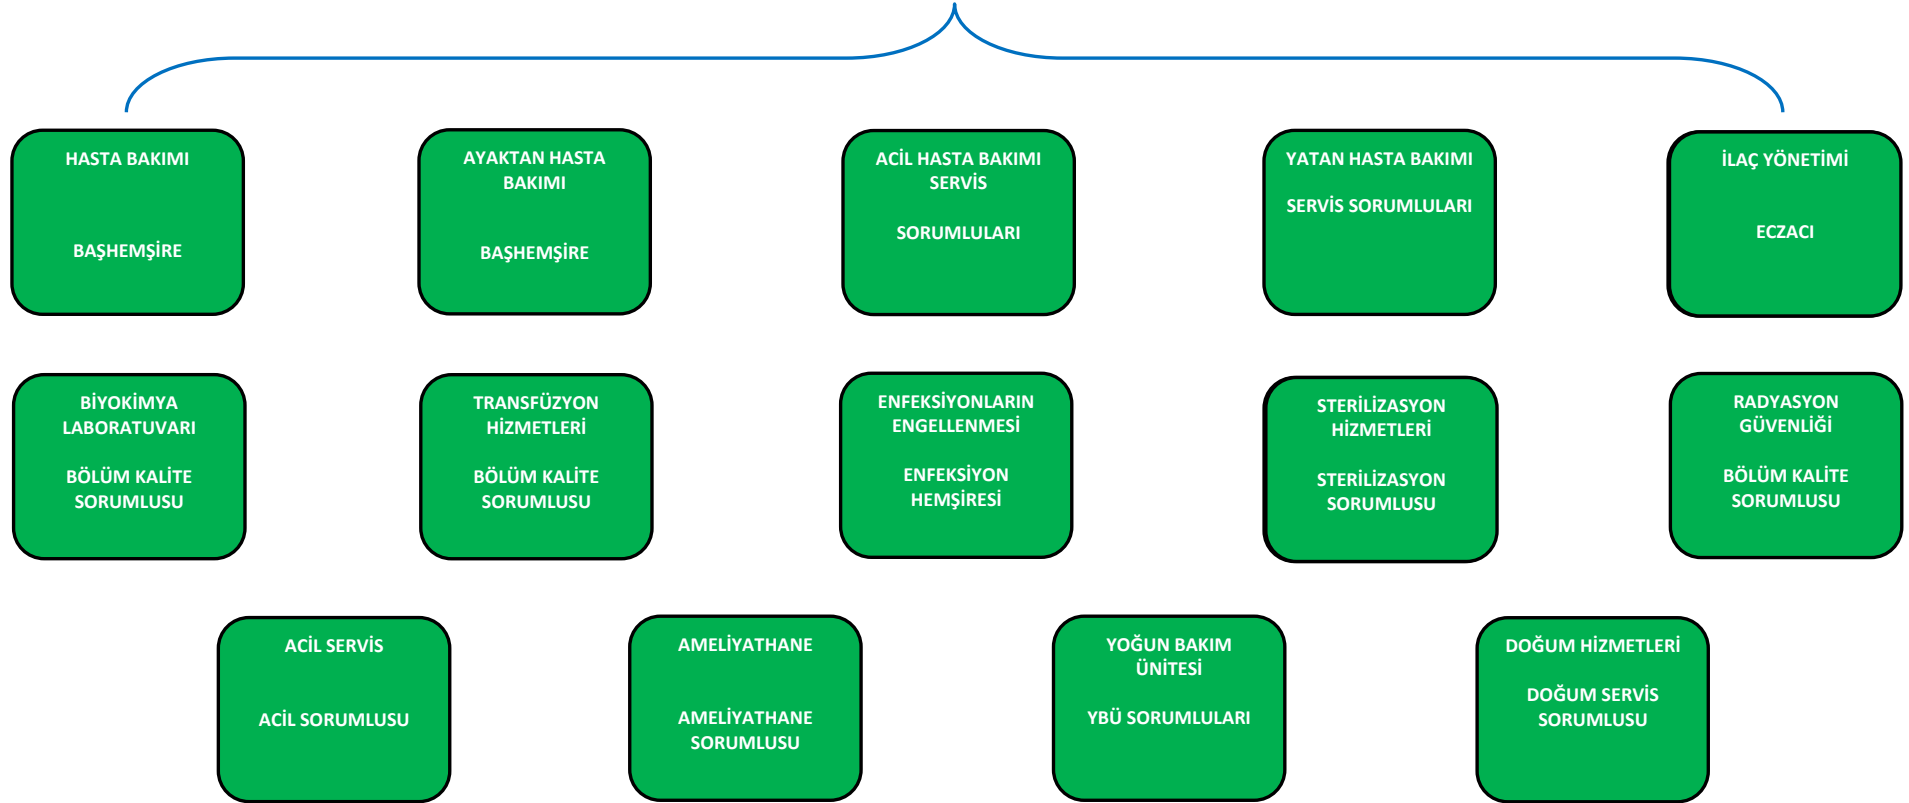 HASTA BAKIMI
BAŞHEMŞİRE
AYAKTAN HASTA
BAKIMI
BAŞHEMŞİRE
ACİL HASTA BAKIMI
SERVİS
SORUMLULARI
YATAN HASTA BAKIMI
SERVİS SORUMLULARI
İLAÇ YÖNETİMİ
ECZACI
BİYOKİMYA
LABORATUVARI
BÖLÜM KALİTE
SORUMLUSU
TRANSFÜZYON
HİZMETLERİ
BÖLÜM KALİTE
SORUMLUSU
ENFEKSİYONLARIN
ENGELLENMESİ
ENFEKSİYON
HEMŞİRESİ
STERİLİZASYON
HİZMETLERİ
STERİLİZASYON
SORUMLUSU
RADYASYON
GÜVENLİĞİ
BÖLÜM KALİTE
SORUMLUSU
ACİL SERVİS
ACİL SORUMLUSU
AMELİYATHANE
AMELİYATHANE
SORUMLUSU
YOĞUN BAKIM
ÜNİTESİ
YBÜ SORUMLULARI
DOĞUM HİZMETLERİ
DOĞUM SERVİS
SORUMLUSU